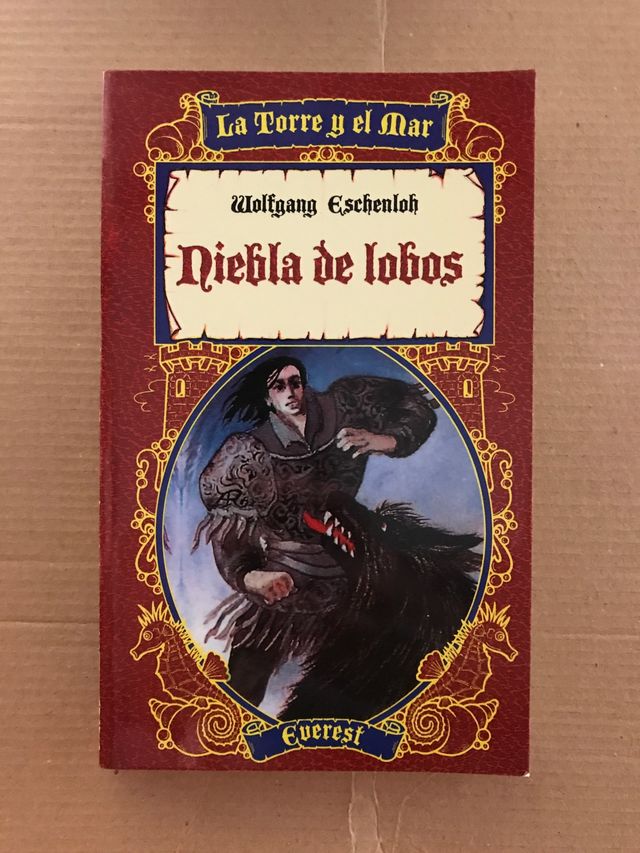 La Torre y el Mar
Wolfgang Eschenloh
Niebla de lobos
Everest